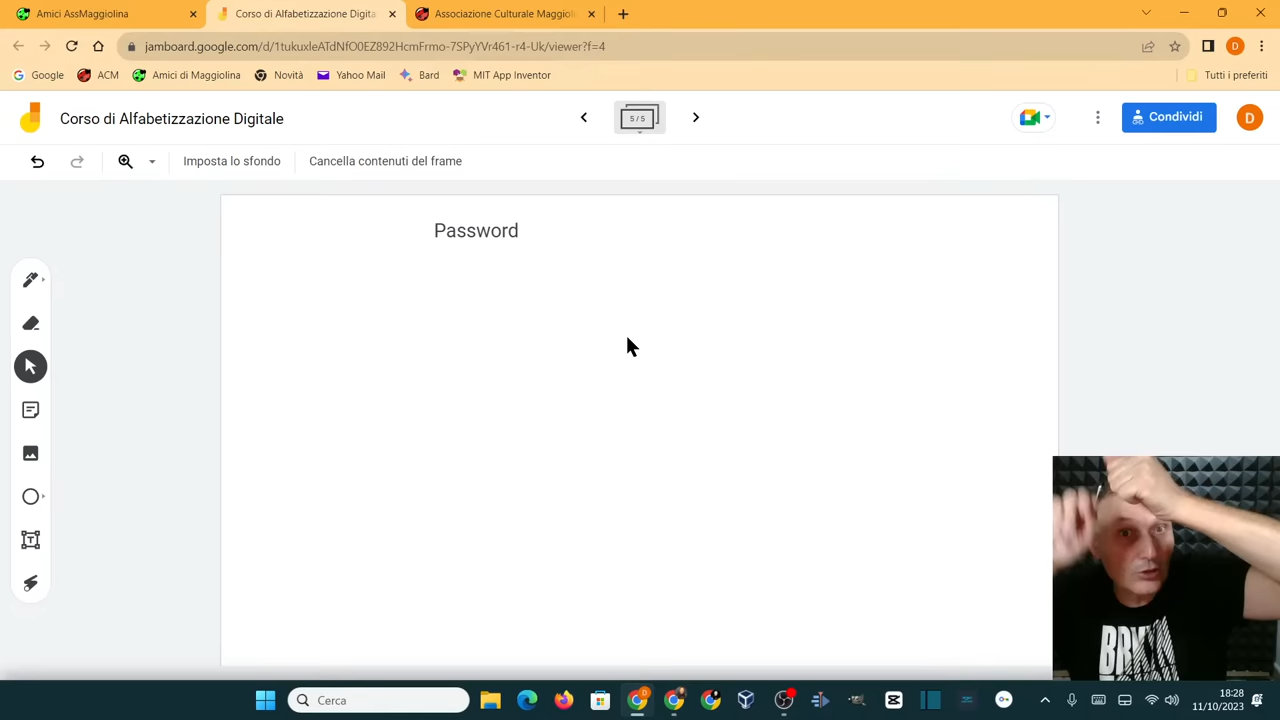 Amici AssMaggiolina
Corso di Alfabetizzazione Digita
Associazione Culturale Maggiolin
jamboard.google.com/d/1tukuxleATdNfO0EZ892HcmFrmo-7SPyYVr461-r4-Uk/viewer?f=4
D
Google
ACM
Amici di Maggiolina
Novità
Yahoo Mail
Bard
MIT App Inventor
Tutti i preferiti
Corso di Alfabetizzazione Digitale
5 / 5
Condividi
D
Imposta lo sfondo
Cancella contenuti del frame
Password
Cerca
18:28
11/10/2023